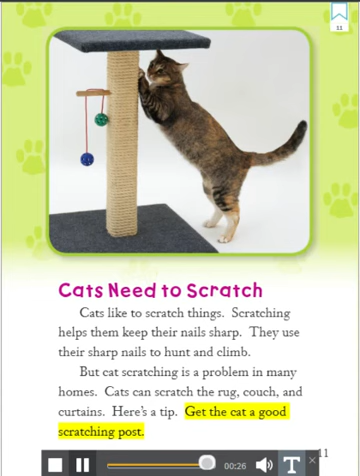 11
Cats Need to Scratch
Cats like to scratch things. Scratching
helps them keep their nails sharp. They use
their sharp nails to hunt and climb.
But cat scratching is a problem in many
homes. Cats can scratch the rug, couch, and
curtains. Here's a tip. Get the cat a good
scratching post.
11
00:26
T